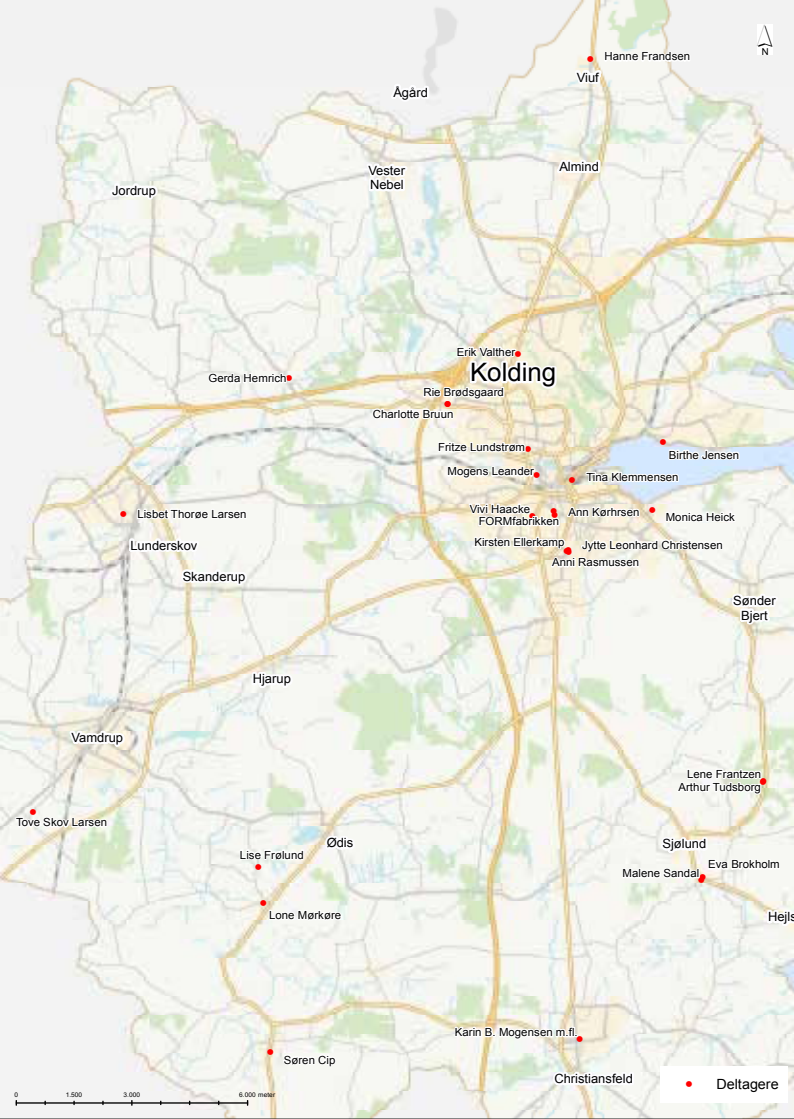 Hanne Frandsen
N
Viuf
Ågård
Almind
Vester
Nebel
Jordrup
Erik Valther
Kolding
Gerda Hemrich
Rie Brødsgaard
Charlotte Bruun
Fritze Lundstrøm
Birthe Jensen
Mogens Leander
Tina Klemmensen
Vivi Haacke
Ann Kørhrsen
FORMfabrikken
Monica Heick
Lisbet Thorøe Larsen
Kirsten Ellerkamp
Jytte Leonhard Christensen
Lunderskov
Anni Rasmussen
Skanderup
Sønder
Bjert
Hjarup
Vamdrup
Lene Frantzen
Arthur Tudsborg
Tove Skov Larsen
Ødis
Sjølund
Lise Frølund
Eva Brokholm
Malene Sandal
Lone Mørkøre
Hejls
Karin B. Mogensen m.fl.
Søren Cip
Christiansfeld
Deltagere
0 1.500 3.000 6.000 meter